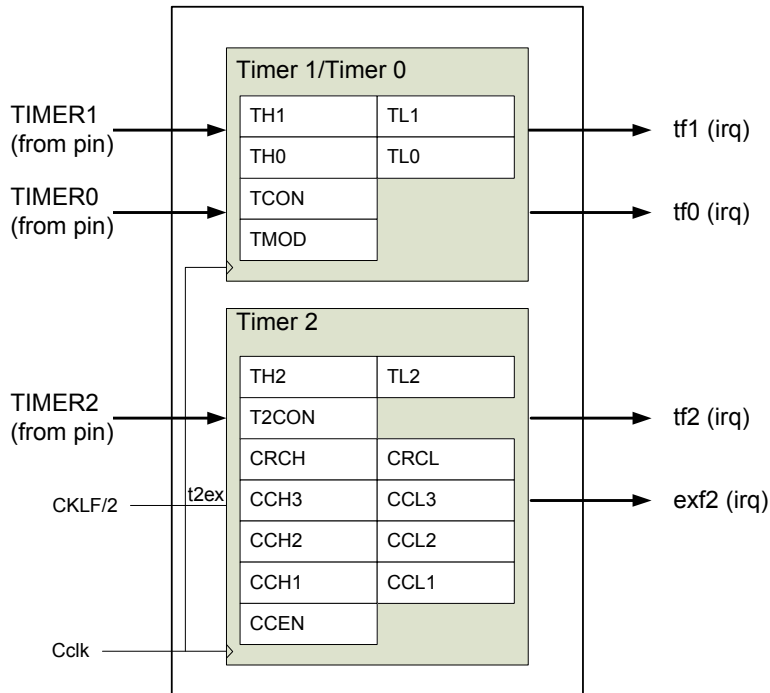 Timer 1/Timer 0
TIMER1
(from pin)
TH1
TL1
tf1 (irq)
TH0
TL0
TIMER0
(from pin)
TCON
tf0 (irq)
TMOD
Timer 2
TH2
TL2
TIMER2
(from pin)
T2CON
tf2 (irq)
CRCH
CRCL
CKLF/2
t2ex
CCH3
CCL3
exf2 (irq)
CCH2
CCL2
CCH1
CCL1
CCEN
Cclk